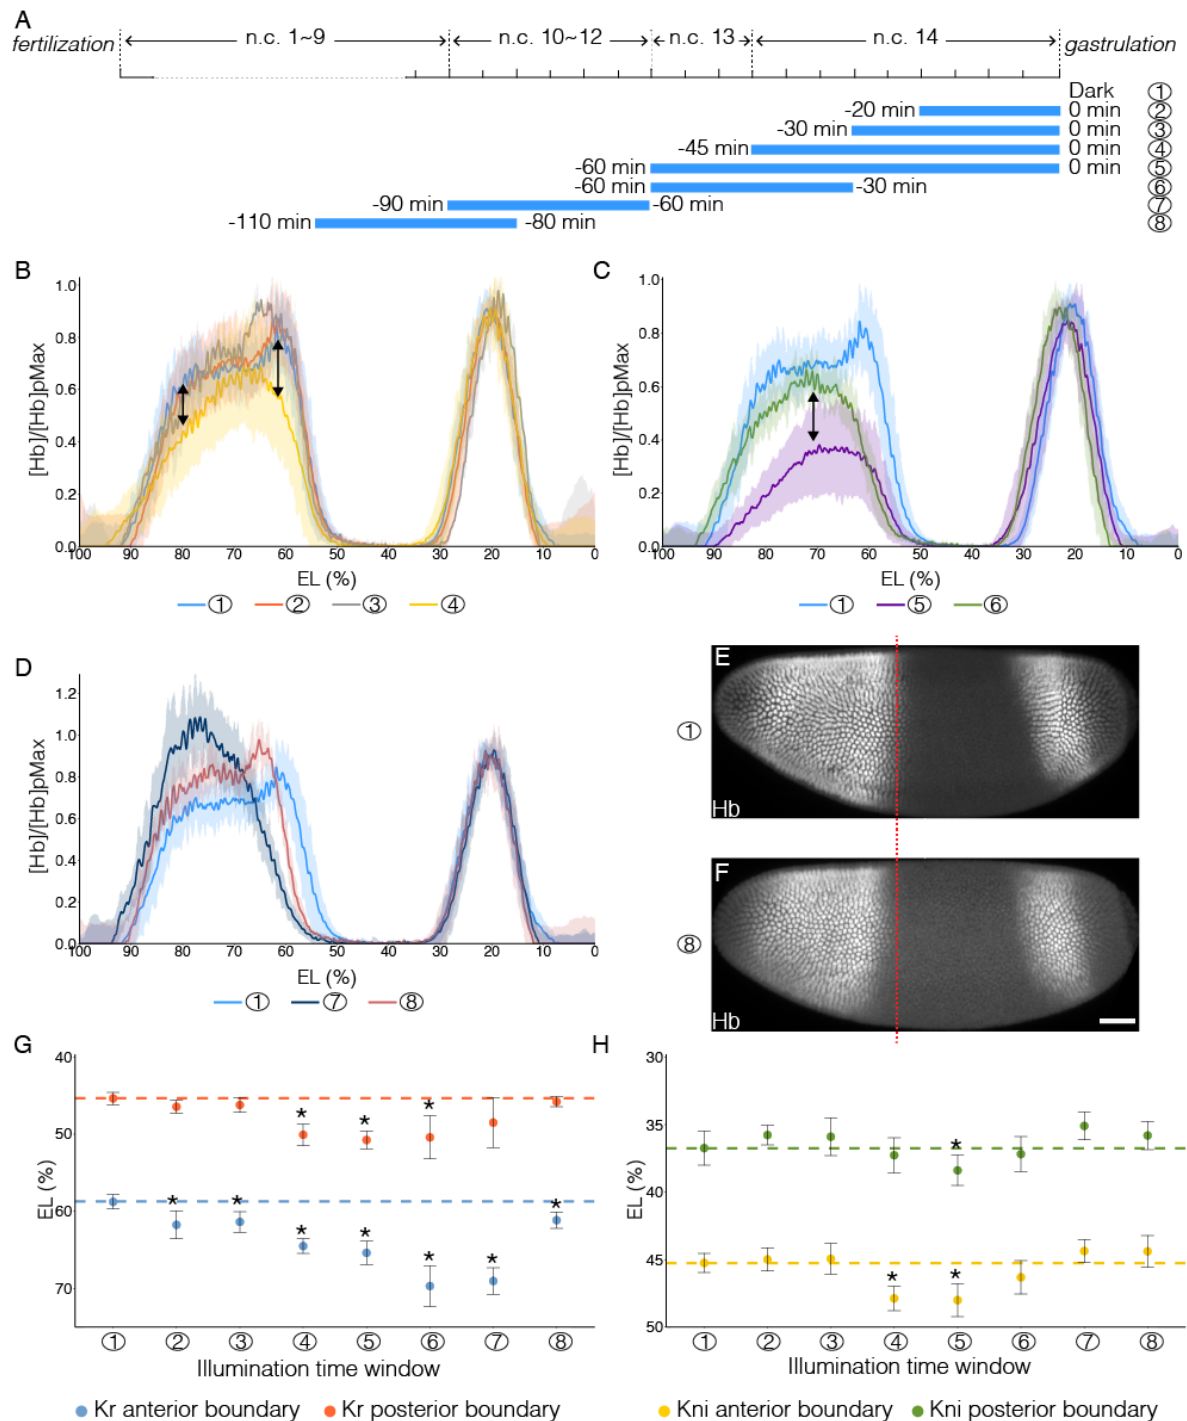 A
fertilization n.c. 1~9 n.c. 10~12 n.c. 13 n.c. 14 gastrulation
Dark ①
-20 min 0 min ②
-30 min 0 min ③
-45 min 0 min ④
-60 min 0 min ⑤
-60 min -30 min ⑥
-90 min -60 min ⑦
-110 min -80 min ⑧
B
[Hb]/[Hb]pMax
1.0
0.8
0.6
0.4
0.2
0.0
100 90 80 70 60 50 40 30 20 10 0
EL (%)
① ② ③ ④
C
[Hb]/[Hb]pMax
1.0
0.8
0.6
0.4
0.2
0.0
100 90 80 70 60 50 40 30 20 10 0
EL (%)
① ⑤ ⑥
D
[Hb]/[Hb]pMax
1.2
1.0
0.8
0.6
0.4
0.2
0.0
100 90 80 70 60 50 40 30 20 10 0
EL (%)
① ⑦ ⑧
E
①
Hb
F
⑧
Hb
G
EL (%)
40
50
60
70
* * * * * * * * * *
① ② ③ ④ ⑤ ⑥ ⑦ ⑧
Illumination time window
Kr anterior boundary Kr posterior boundary
H
EL (%)
30
35
40
45
50
* * *
① ② ③ ④ ⑤ ⑥ ⑦ ⑧
Illumination time window
Kni anterior boundary Kni posterior boundary